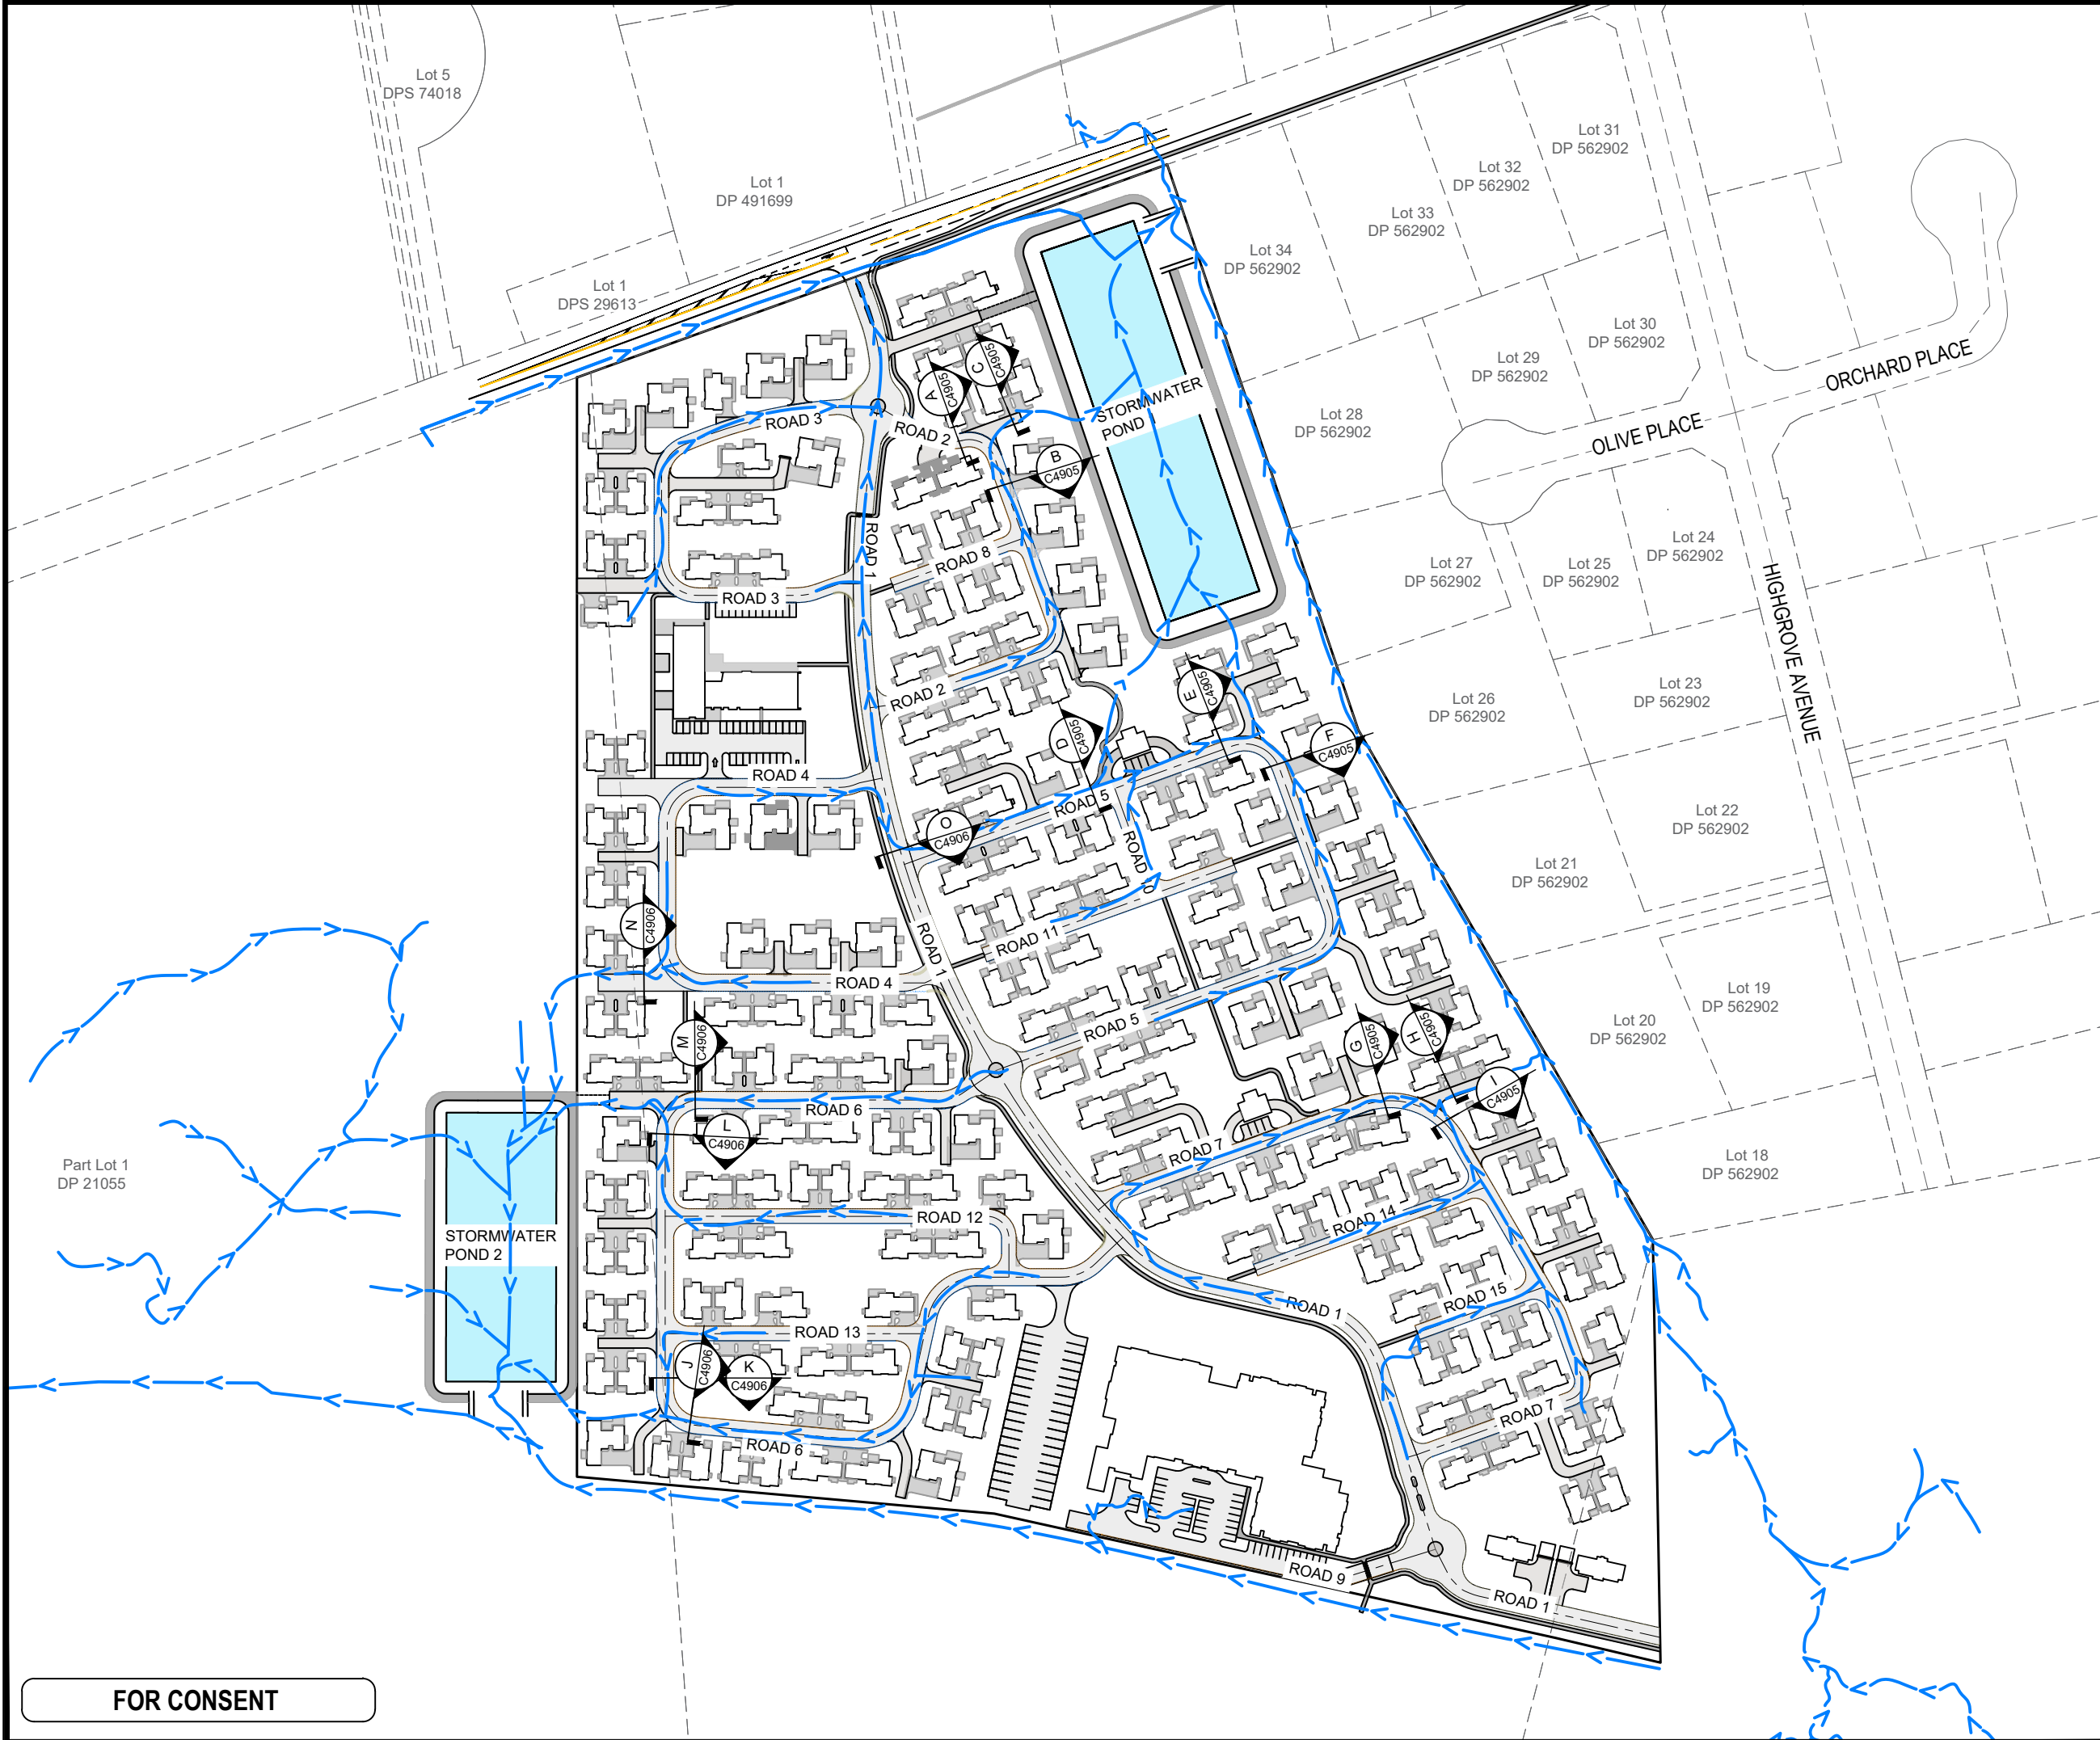 Lot 5
DPS 74018
Lot 1
DP 491699
Lot 1
DPS 29613
Lot 31
DP 562902
Lot 32
DP 562902
Lot 33
DP 562902
Lot 34
DP 562902
Lot 30
DP 562902
Lot 29
DP 562902
Lot 28
DP 562902
ORCHARD PLACE
OLIVE PLACE
HIGHGROVE AVENUE
Lot 27
DP 562902
Lot 25
DP 562902
Lot 24
DP 562902
Lot 26
DP 562902
Lot 23
DP 562902
Lot 22
DP 562902
Lot 21
DP 562902
Lot 20
DP 562902
Lot 19
DP 562902
Lot 18
DP 562902
Part Lot 1
DP 21055
STORMWATER
POND
STORMWATER
POND 2
A
C4905
C
C4905
B
C4905
D
C4905
E
C4905
F
C4905
O
C4906
N
C4906
M
C4906
L
C4906
G
C4905
H
C4905
I
C4905
J
C4906
K
C4906
ROAD 3
ROAD 2
ROAD 1
ROAD 8
ROAD 3
ROAD 2
ROAD 4
ROAD 5
ROAD
ROAD 11
ROAD 1
ROAD 4
ROAD 5
ROAD 6
ROAD 7
ROAD 12
ROAD 14
ROAD 1
ROAD 15
ROAD 13
ROAD 7
ROAD 6
ROAD 9
ROAD 1
FOR CONSENT